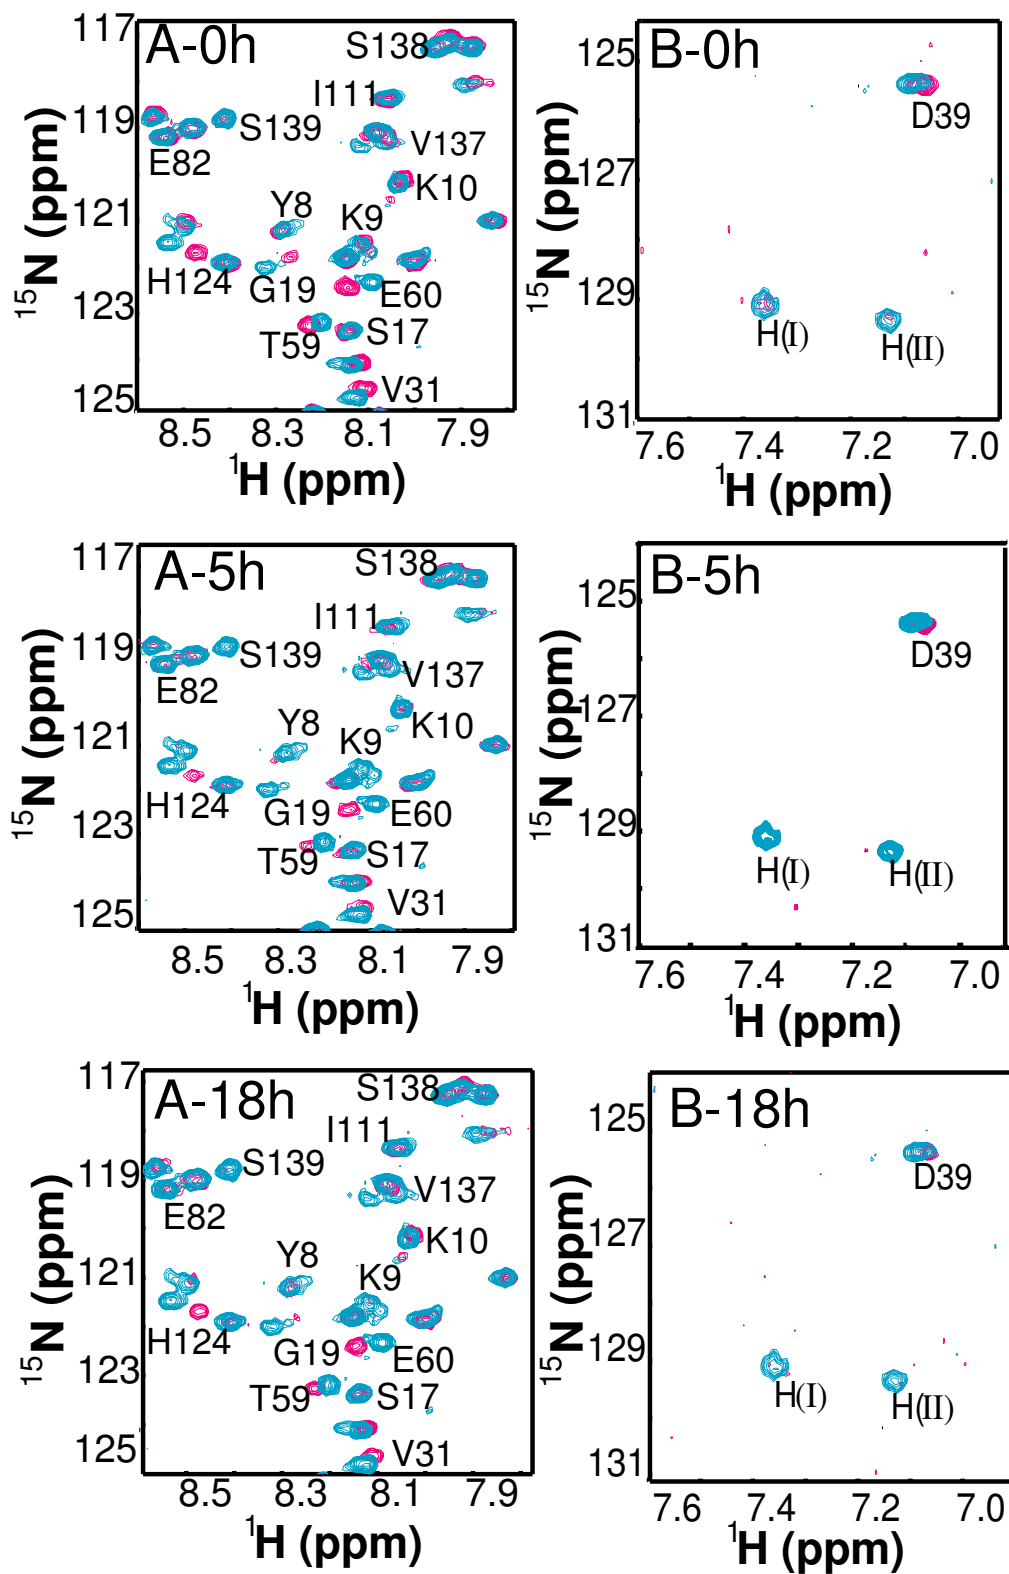 A-0h
117
119
121
123
125
15N (ppm)
S138
I111
S139
V137
E82
K10
Y8
K9
H124
G19
E60
T59
S17
V31
8.5
8.3
8.1
7.9
1H (ppm)
B-0h
125
127
129
131
15N (ppm)
D39
H(I)
H(II)
7.6
7.4
7.2
7.0
1H (ppm)
A-5h
117
119
121
123
125
15N (ppm)
S138
I111
S139
V137
E82
K10
Y8
K9
H124
G19
E60
T59
S17
V31
8.5
8.3
8.1
7.9
1H (ppm)
B-5h
125
127
129
131
15N (ppm)
D39
H(I)
H(II)
7.6
7.4
7.2
7.0
1H (ppm)
A-18h
117
119
121
123
125
15N (ppm)
S138
I111
S139
V137
E82
K10
Y8
K9
H124
G19
E60
T59
S17
V31
8.5
8.3
8.1
7.9
1H (ppm)
B-18h
125
127
129
131
15N (ppm)
D39
H(I)
H(II)
7.6
7.4
7.2
7.0
1H (ppm)